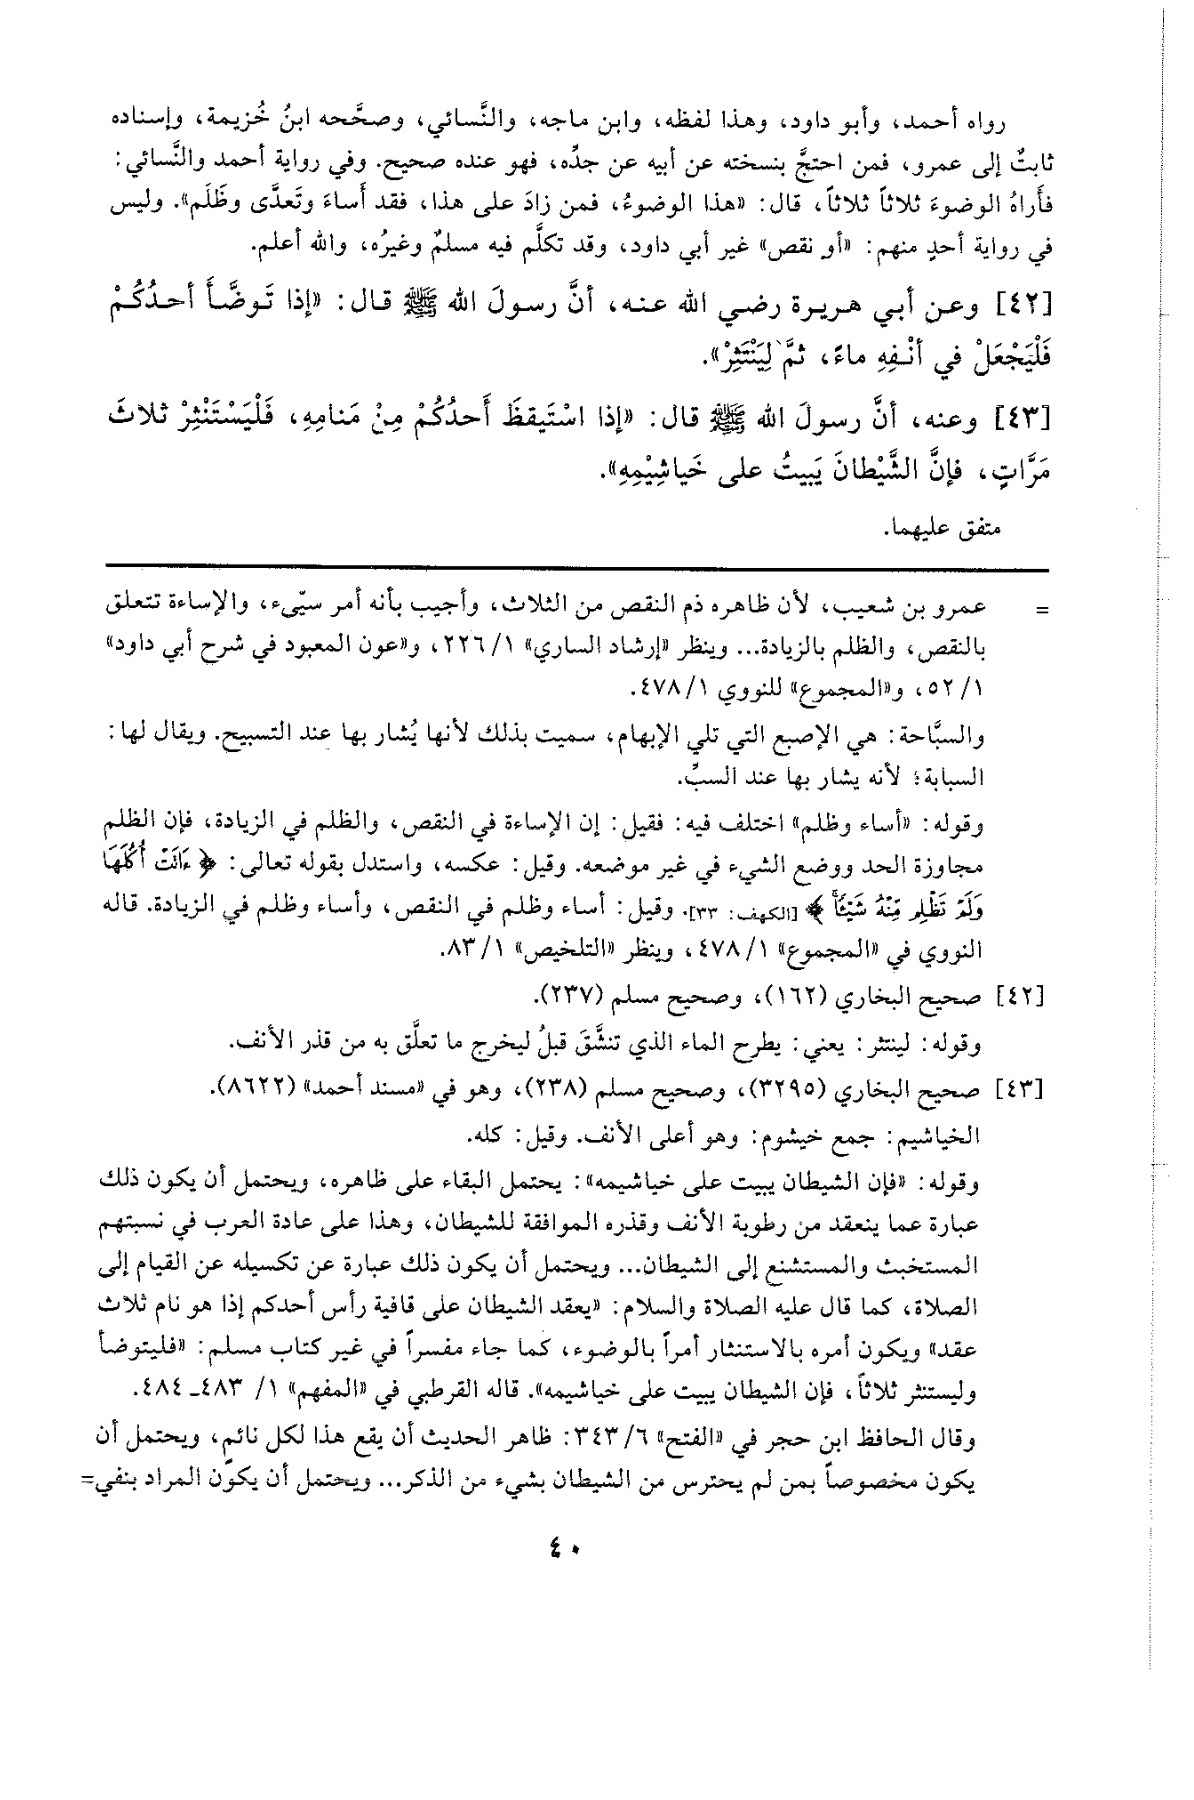 رواه أحمد، وأبو داود، وهذا لفظه، وابن ماجه، والنَّسائي، وصحَّحه ابنُ خُزيمة، وإسناده
ثابتٌ إلى عمرو، فمن احتجَّ بنسخته عن أبيه عن جدِّه، فهو عنده صحيح. وفي رواية أحمد والنَّسائي:
فأَراهُ الوضوءَ ثلاثاً ثلاثاً، قال: «هذا الوضوءُ، فمن زادَ على هذا، فقد أَساءَ وتَعدَّى وظَلَم». وليس
في رواية أحدٍ منهم: «أو نقص» غير أبي داود، وقد تكلَّم فيه مسلمٌ وغيرُه، والله أعلم.
[٤٢] وعن أبي هريرة رضي الله عنه، أنَّ رسولَ الله ﷺ قال: «إذا تَوضَّأَ أحدُكُمْ
فَلْيَجْعَلْ في أنْفِهِ ماءً، ثمَّ لِيَنْتَثِرْ».
[٤٣] وعنه، أنَّ رسولَ الله ﷺ قال: «إذا اسْتَيقظَ أَحدُكُمْ مِنْ مَنامِهِ، فَلْيَسْتَنْثِرْ ثلاثَ
مَرَّاتٍ، فإنَّ الشَّيْطانَ يَبيتُ على خَياشِيْمِهِ».
متفق عليهما.
= عمرو بن شعيب، لأن ظاهره ذم النقص من الثلاث، وأجيب بأنه أمر سيّىء، والإساءة تتعلق
بالنقص، والظلم بالزيادة... وينظر «إرشاد الساري» ١/ ٢٢٦، و«عون المعبود في شرح أبي داود»
١/ ٥٢، و«المجموع» للنووي ١/ ٤٧٨.
والسبَّاحة: هي الإصبع التي تلي الإبهام، سميت بذلك لأنها يُشار بها عند التسبيح. ويقال لها:
السبابة؛ لأنه يشار بها عند السبِّ.
وقوله: «أساء وظلم» اختلف فيه: فقيل: إن الإساءة في النقص، والظلم في الزيادة، فإن الظلم
مجاوزة الحد ووضع الشيء في غير موضعه. وقيل: عكسه، واستدل بقوله تعالى: ﴿ءَاتَتْ أُكُلَهَا
وَلَمْ تَظْلِم مِّنْهُ شَيْئًا﴾ [الكهف: ٣٣]. وقيل: أساء وظلم في النقص، وأساء وظلم في الزيادة. قاله
النووي في «المجموع» ١/ ٤٧٨، وينظر «التلخيص» ١/ ٨٣.
[٤٢] صحيح البخاري (١٦٢)، وصحيح مسلم (٢٣٧).
وقوله: لينتثر: يعني: يطرح الماء الذي تنشَّقَ قبلُ ليخرج ما تعلَّق به من قذر الأنف.
[٤٣] صحيح البخاري (٣٢٩٥)، وصحيح مسلم (٢٣٨)، وهو في «مسند أحمد» (٨٦٢٢).
الخياشيم: جمع خيشوم: وهو أعلى الأنف. وقيل: كله.
وقوله: «فإن الشيطان يبيت على خياشيمه»: يحتمل البقاء على ظاهره، ويحتمل أن يكون ذلك
عبارة عما ينعقد من رطوبة الأنف وقذره الموافقة للشيطان، وهذا على عادة العرب في نسبتهم
المستخبث والمستشنع إلى الشيطان... ويحتمل أن يكون ذلك عبارة عن تكسيله عن القيام إلى
الصلاة، كما قال عليه الصلاة والسلام: «يعقد الشيطان على قافية رأس أحدكم إذا هو نام ثلاث
عقد» ويكون أمره بالاستنثار أمراً بالوضوء، كما جاء مفسراً في غير كتاب مسلم: «فليتوضأ
وليستنثر ثلاثاً، فإن الشيطان يبيت على خياشيمه». قاله القرطبي في «المفهم» ١/ ٤٨٣ـ ٤٨٤.
وقال الحافظ ابن حجر في «الفتح» ٦/ ٣٤٣: ظاهر الحديث أن يقع هذا لكل نائم، ويحتمل أن
يكون مخصوصاً بمن لم يحترس من الشيطان بشيء من الذكر... ويحتمل أن يكون المراد بنفي=
٤٠